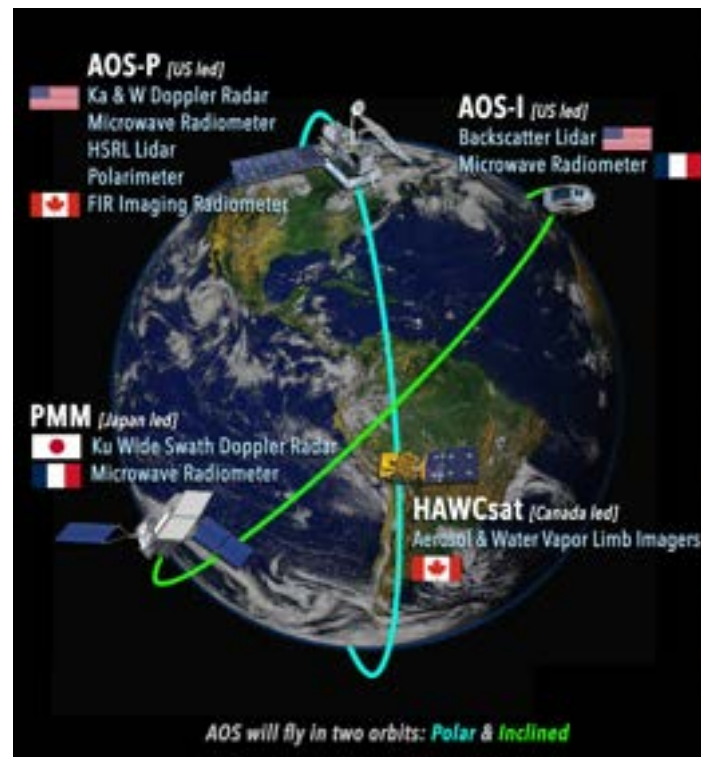 AOS-P [US led]
Ka & W Doppler Radar
Microwave Radiometer
HSRL Lidar
Polarimeter
FIR Imaging Radiometer
AOS-I [US led]
Backscatter Lidar
Microwave Radiometer
PMM [Japan led]
Ku Wide Swath Doppler Radar
Microwave Radiometer
HAWCsat [Canada led]
Aerosol & Water Vapor Limb Imagers
AOS will fly in two orbits: Polar & Inclined